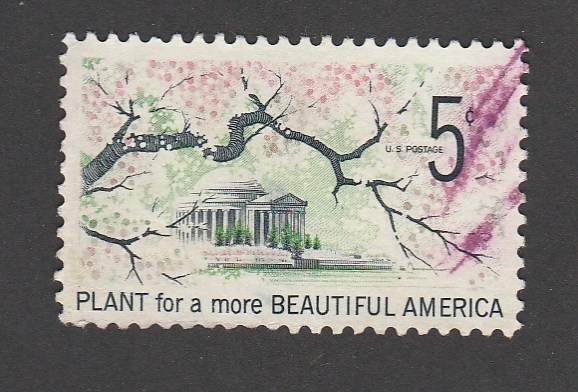 5¢
U.S. POSTAGE
PLANT for a more BEAUTIFUL AMERICA